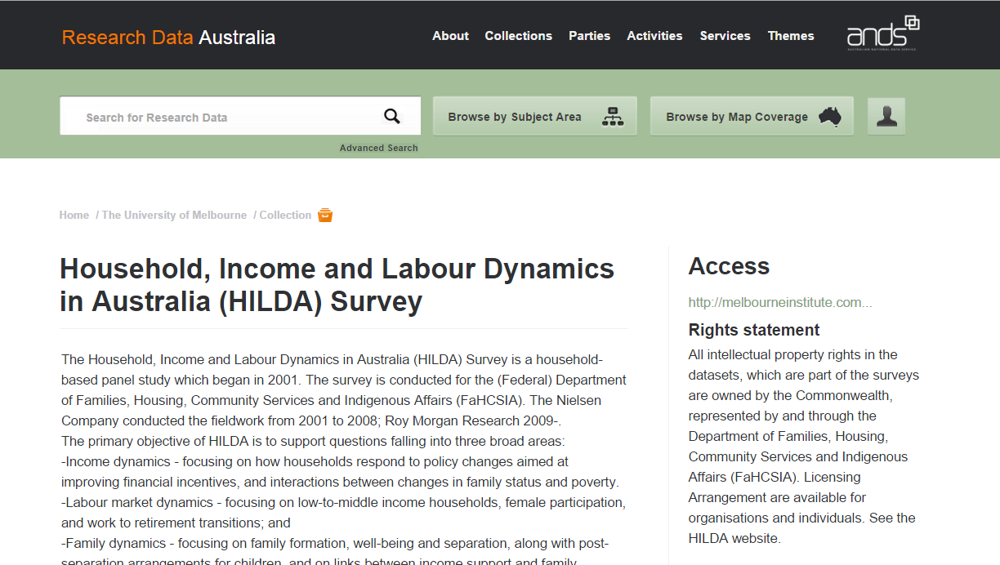 Research Data Australia
About Collections Parties Activities Services Themes
ands
AUSTRALIAN NATIONAL DATA SERVICE
Search for Research Data
Browse by Subject Area
Browse by Map Coverage
Advanced Search
Home / The University of Melbourne / Collection
Household, Income and Labour Dynamics
in Australia (HILDA) Survey
The Household, Income and Labour Dynamics in Australia (HILDA) Survey is a household-
based panel study which began in 2001. The survey is conducted for the (Federal) Department
of Families, Housing, Community Services and Indigenous Affairs (FaHCSIA). The Nielsen
Company conducted the fieldwork from 2001 to 2008; Roy Morgan Research 2009-.
The primary objective of HILDA is to support questions falling into three broad areas:
-Income dynamics - focusing on how households respond to policy changes aimed at
improving financial incentives, and interactions between changes in family status and poverty.
-Labour market dynamics - focusing on low-to-middle income households, female participation,
and work to retirement transitions; and
-Family dynamics - focusing on family formation, well-being and separation, along with post-
separation arrangements for children, and on links between income support and family
Access
http://melbourneinstitute.com...
Rights statement
All intellectual property rights in the
datasets, which are part of the surveys
are owned by the Commonwealth,
represented by and through the
Department of Families, Housing,
Community Services and Indigenous
Affairs (FaHCSIA). Licensing
Arrangement are available for
organisations and individuals. See the
HILDA website.